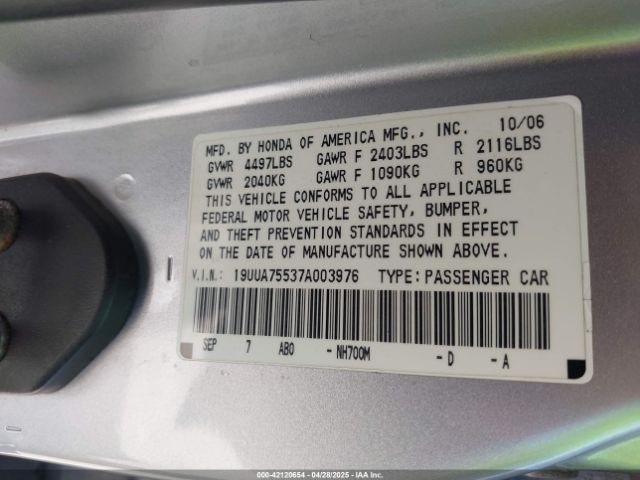 MFD. BY HONDA OF AMERICA MFG., INC. 10/06
GVWR 4497LBS GAWR F 2403LBS R 2116LBS
GVWR 2040KG GAWR F 1090KG R 960KG
THIS VEHICLE CONFORMS TO ALL APPLICABLE
FEDERAL MOTOR VEHICLE SAFETY, BUMPER,
AND THEFT PREVENTION STANDARDS IN EFFECT
ON THE DATE OF MANUFACTURE SHOWN ABOVE.
V.I.N.: 19UUA75537A003976 TYPE: PASSENGER CAR
SEP 7 AB0 - NH700M - D - A
000-42120654 | 04/28/2025 | IAAI.COM